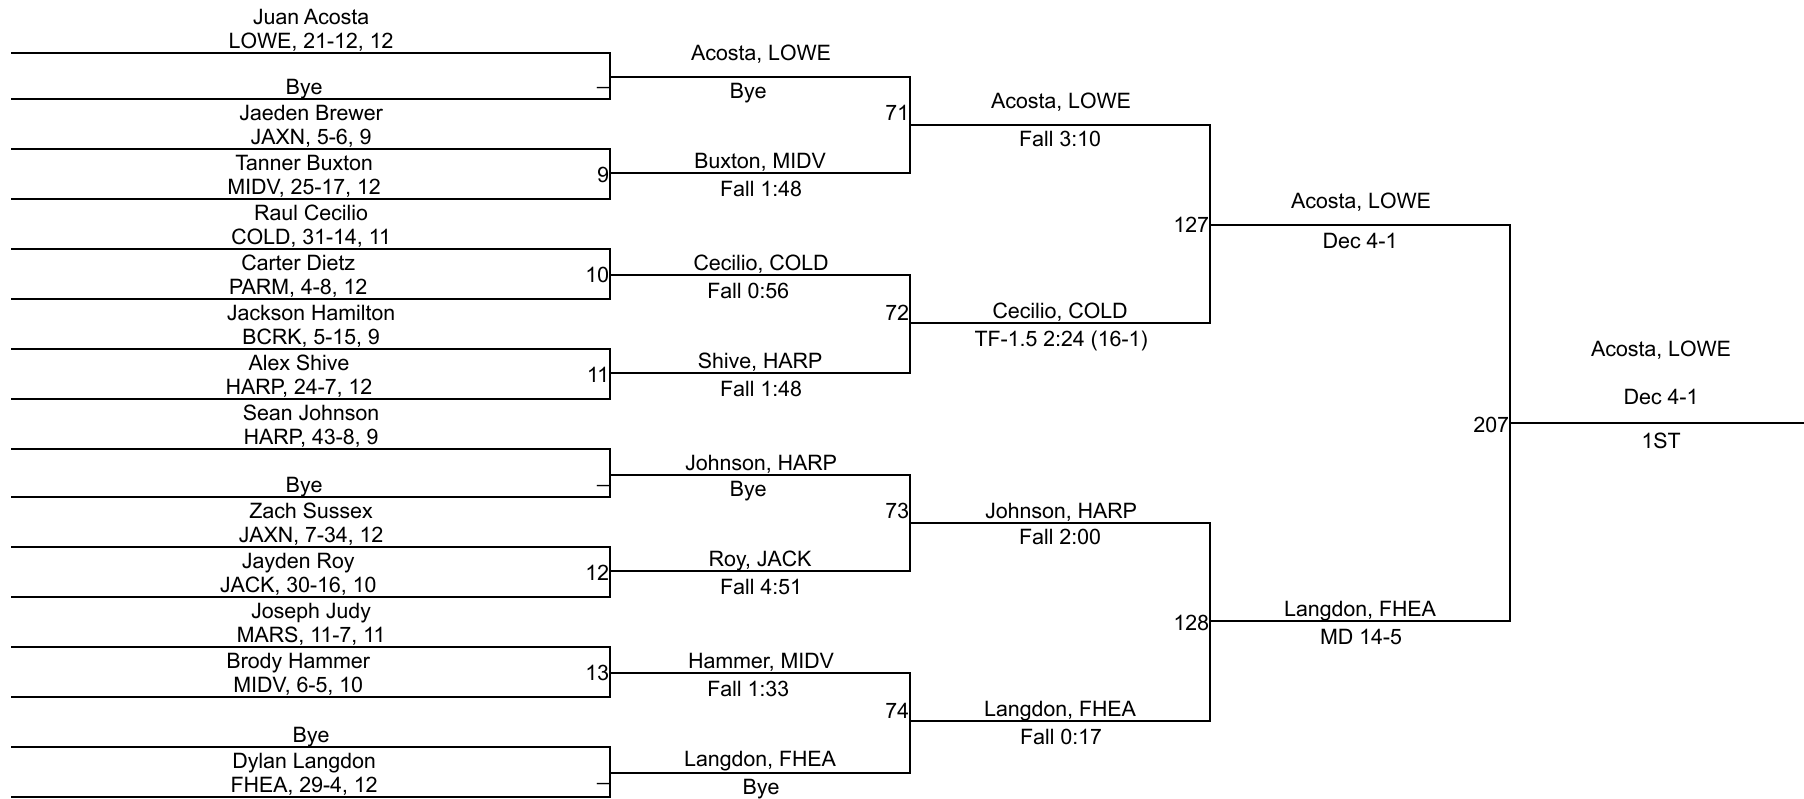 Juan Acosta
LOWE, 21-12, 12
Bye
Jaeden Brewer
JAXN, 5-6, 9
Tanner Buxton
MIDV, 25-17, 12
Raul Cecilio
COLD, 31-14, 11
Carter Dietz
PARM, 4-8, 12
Jackson Hamilton
BCRK, 5-15, 9
Alex Shive
HARP, 24-7, 12
Sean Johnson
HARP, 43-8, 9
Bye
Zach Sussex
JAXN, 7-34, 12
Jayden Roy
JACK, 30-16, 10
Joseph Judy
MARS, 11-7, 11
Brody Hammer
MIDV, 6-5, 10
Bye
Dylan Langdon
FHEA, 29-4, 12
–
9
10
11
–
12
13
–
Acosta, LOWE
Bye
Buxton, MIDV
Fall 1:48
Cecilio, COLD
Fall 0:56
Shive, HARP
Fall 1:48
Johnson, HARP
Bye
Roy, JACK
Fall 4:51
Hammer, MIDV
Fall 1:33
Langdon, FHEA
Bye
71
72
73
74
Acosta, LOWE
Fall 3:10
Cecilio, COLD
TF-1.5 2:24 (16-1)
Johnson, HARP
Fall 2:00
Langdon, FHEA
Fall 0:17
127
128
Acosta, LOWE
Dec 4-1
Langdon, FHEA
MD 14-5
207
Acosta, LOWE
Dec 4-1
1ST